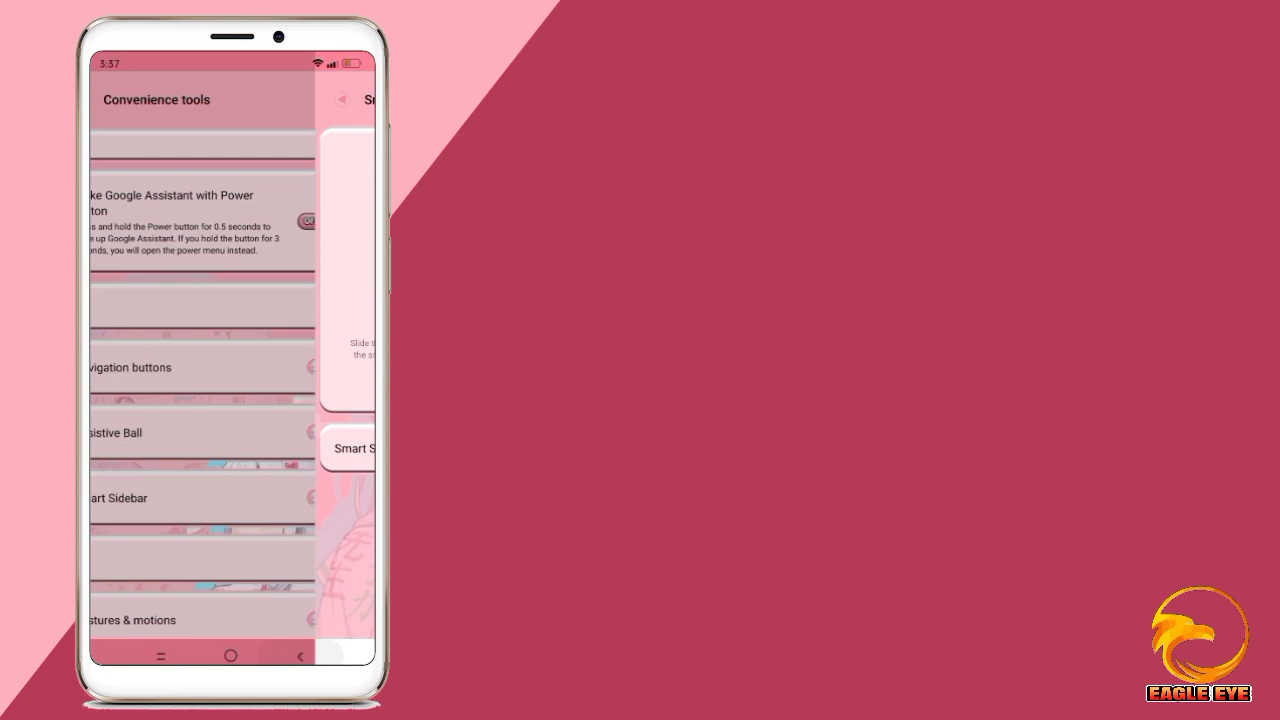 3:37
Convenience tools
ke Google Assistant with Power
ton
s and hold the Power button for 0.5 seconds to
e up Google Assistant. If you hold the button for 3
nds, you will open the power menu instead.
vigation buttons
sistive Ball
art Sidebar
stures & motions
Slide t
the s
Smart S
EAGLE EYE